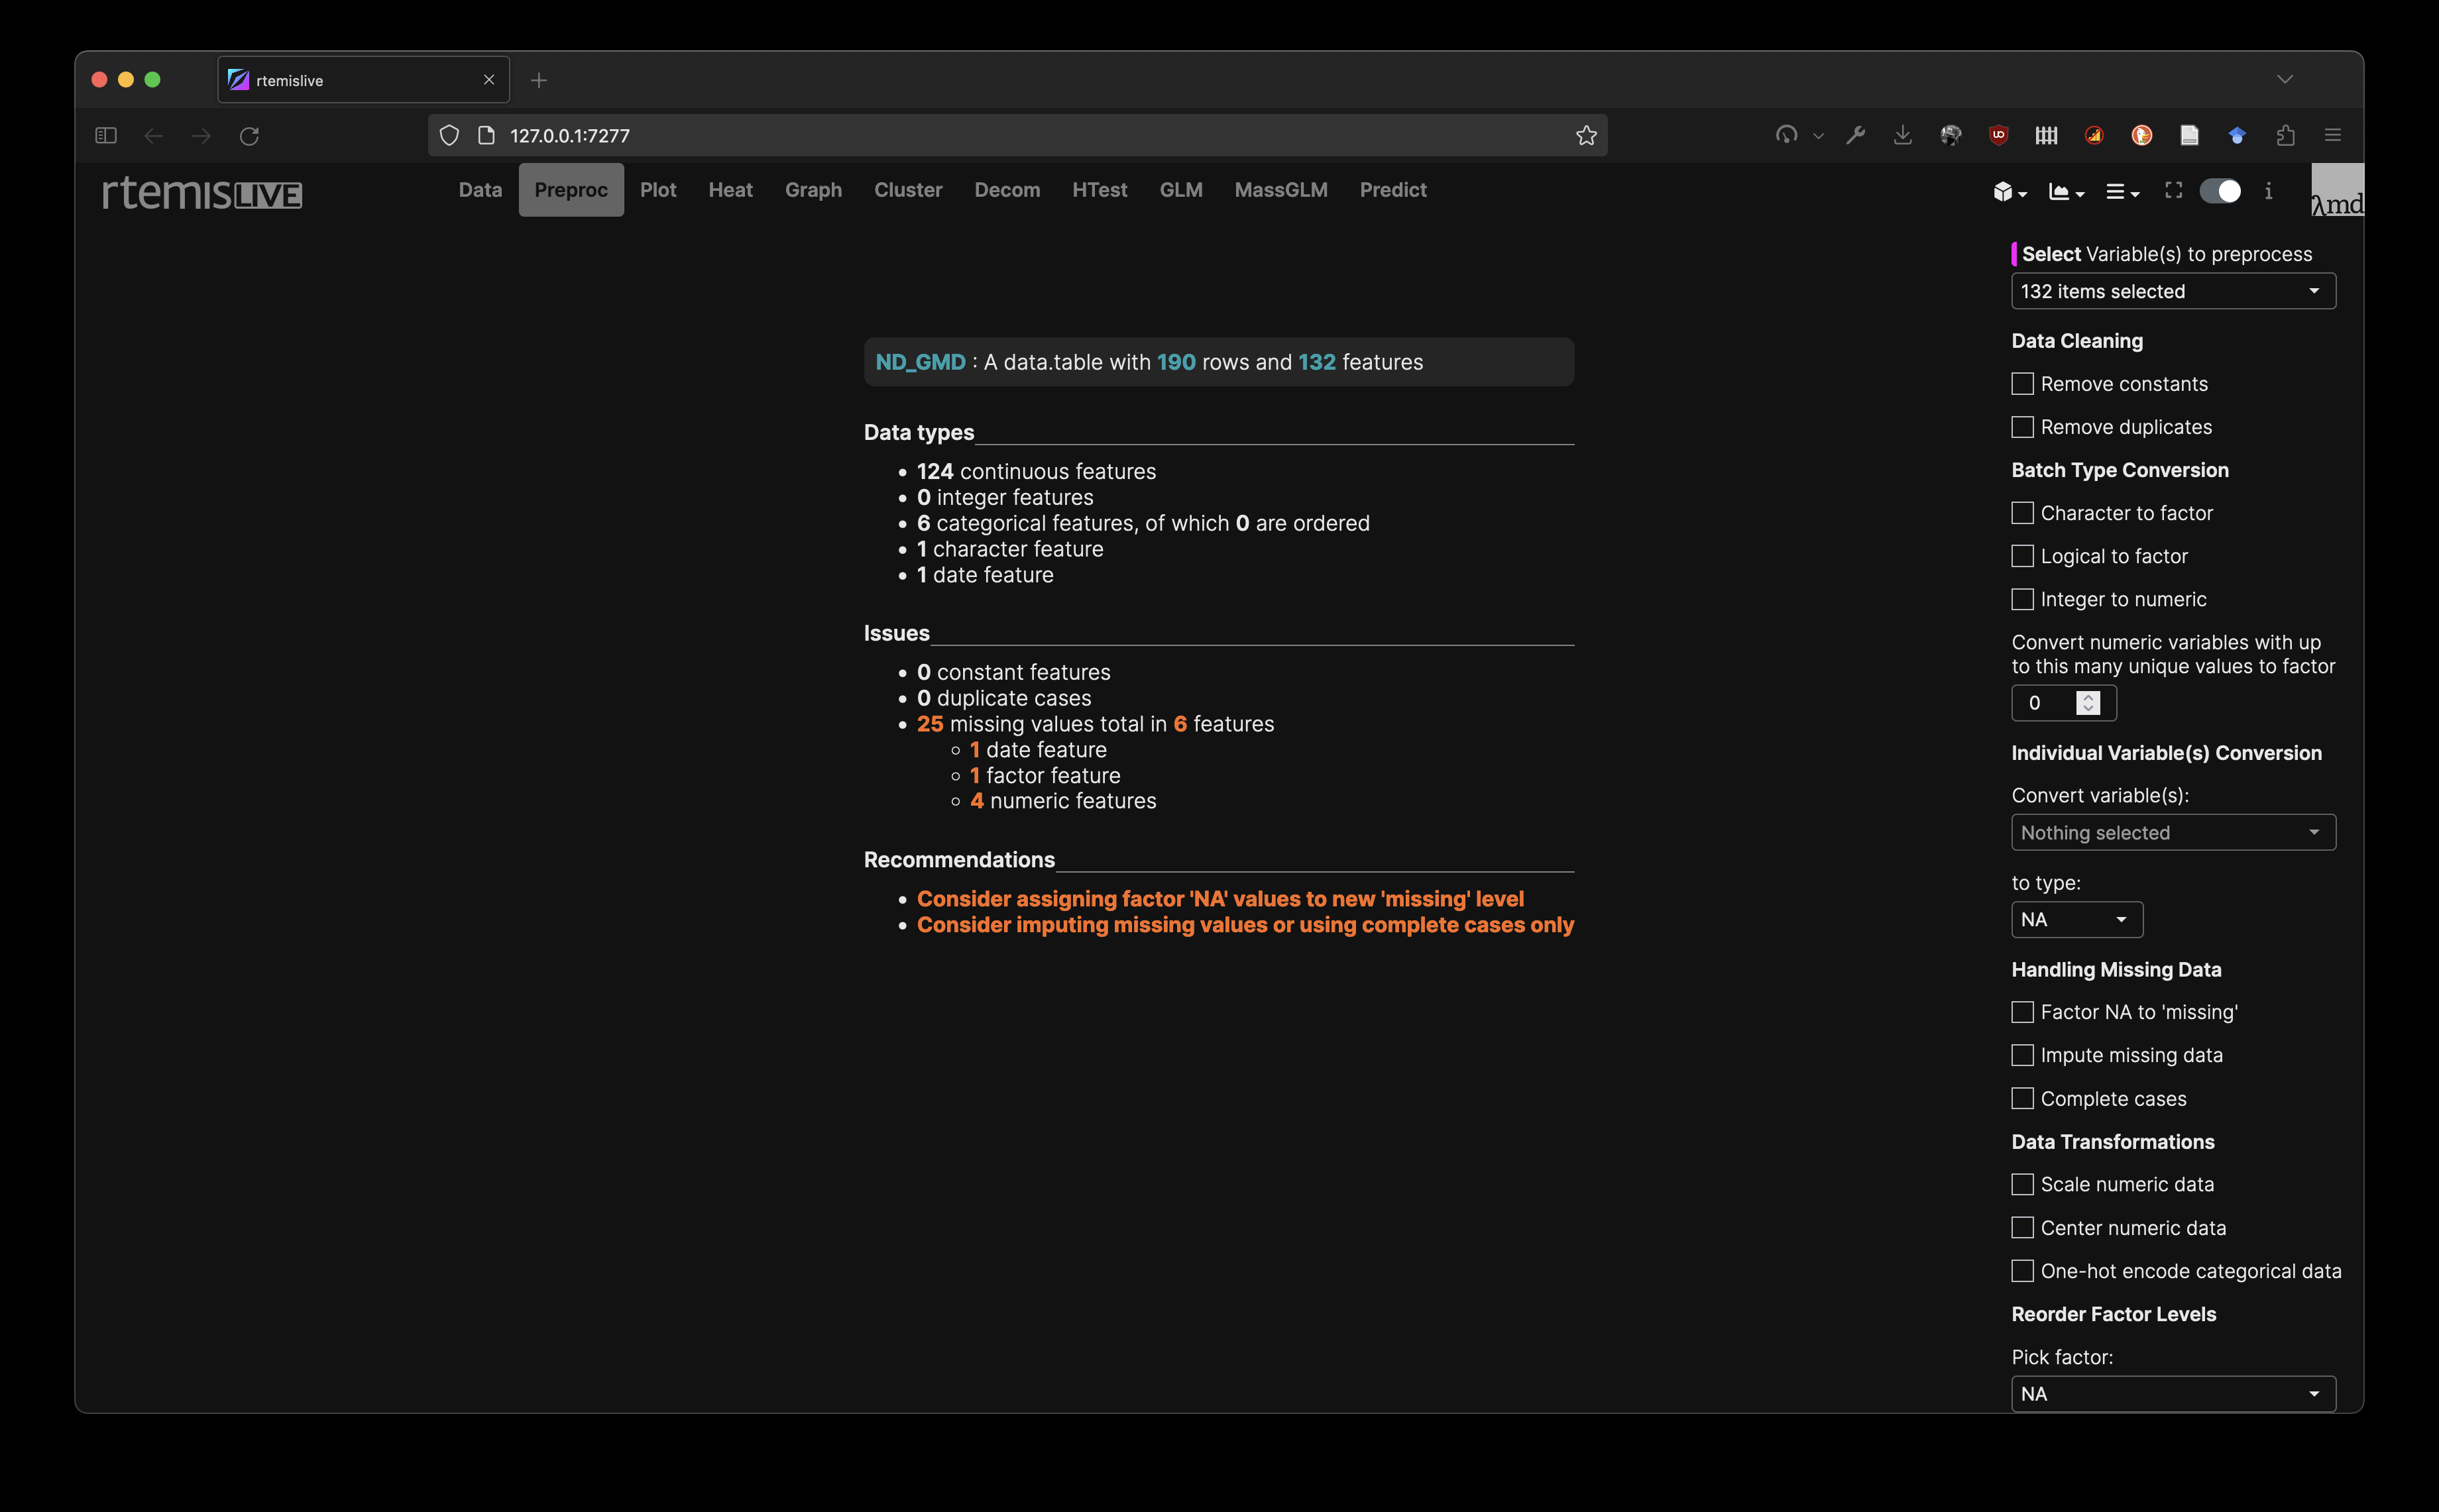 rtemislive
127.0.0.1:7277
rtemisLIVE
Data Preproc Plot Heat Graph Cluster Decom HTest GLM MassGLM Predict
λmd
ND_GMD : A data.table with 190 rows and 132 features
Data types
124 continuous features
0 integer features
6 categorical features, of which 0 are ordered
1 character feature
1 date feature
Issues
0 constant features
0 duplicate cases
25 missing values total in 6 features
1 date feature
1 factor feature
4 numeric features
Recommendations
Consider assigning factor 'NA' values to new 'missing' level
Consider imputing missing values or using complete cases only
Select Variable(s) to preprocess
132 items selected
Data Cleaning
Remove constants
Remove duplicates
Batch Type Conversion
Character to factor
Logical to factor
Integer to numeric
Convert numeric variables with up
to this many unique values to factor
0
Individual Variable(s) Conversion
Convert variable(s):
Nothing selected
to type:
NA
Handling Missing Data
Factor NA to 'missing'
Impute missing data
Complete cases
Data Transformations
Scale numeric data
Center numeric data
One-hot encode categorical data
Reorder Factor Levels
Pick factor:
NA